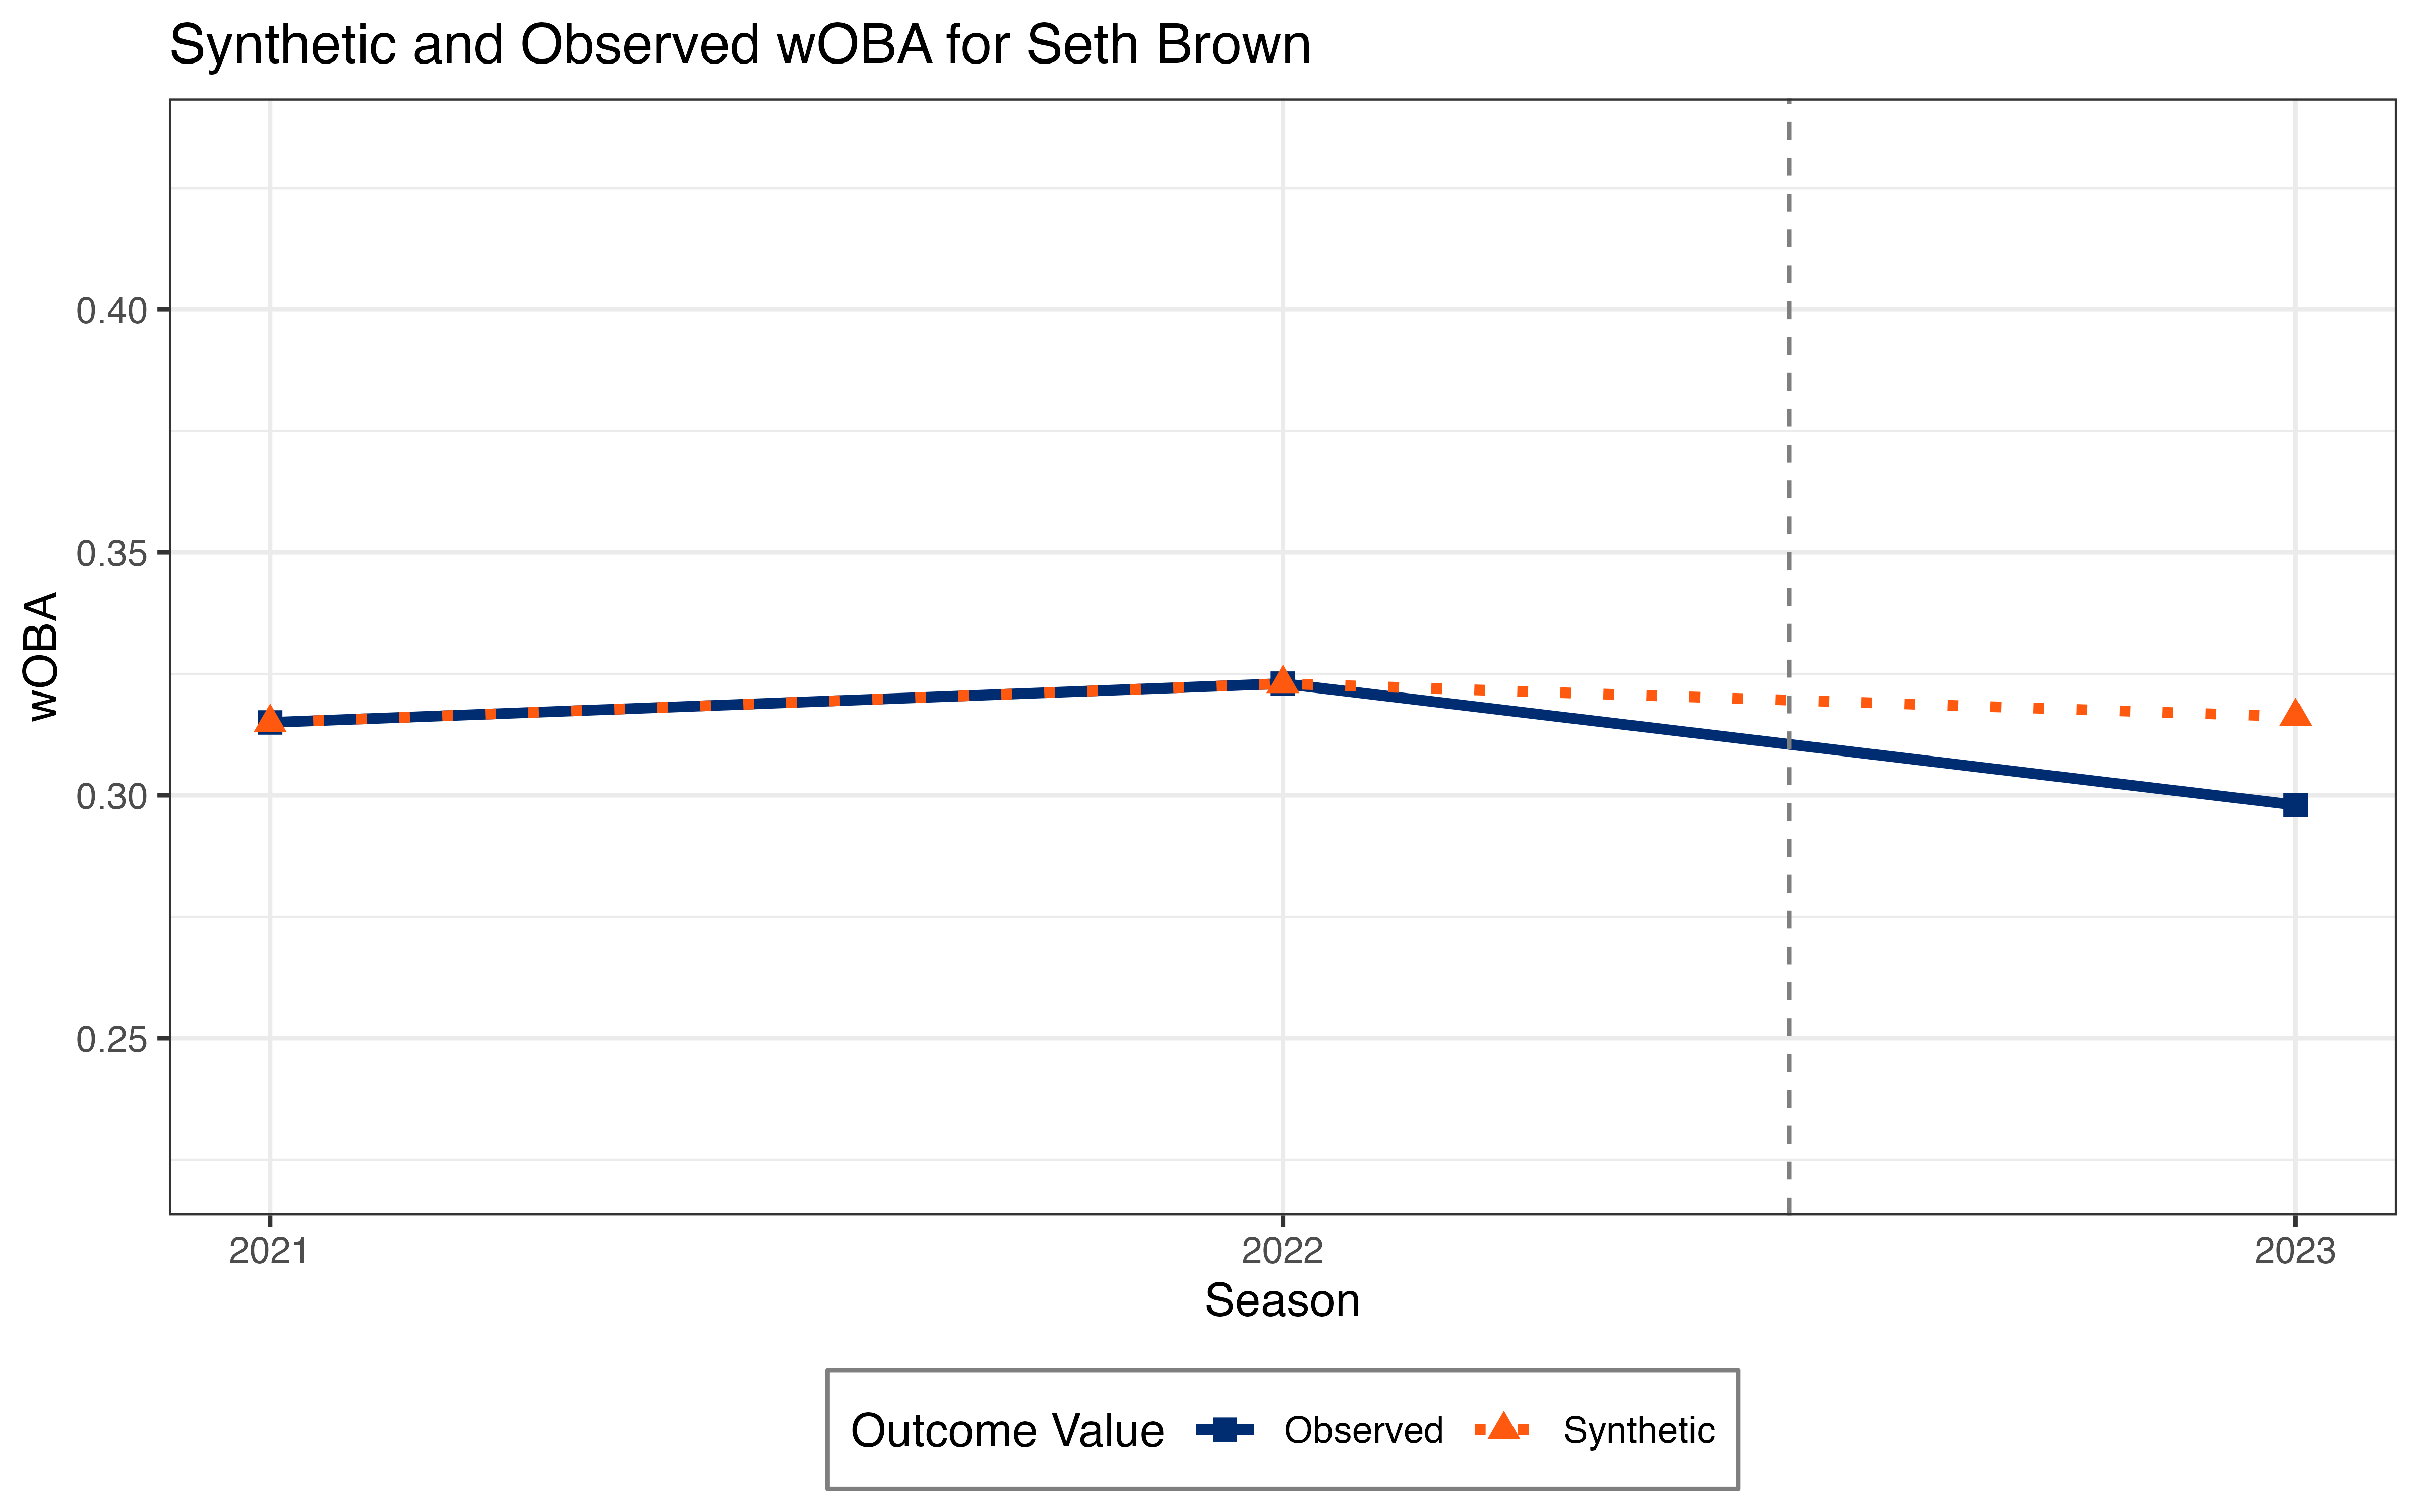 Synthetic and Observed wOBA for Seth Brown
wOBA
0.40
0.35
0.30
0.25
2021 2022 2023
Season
Outcome Value Observed Synthetic